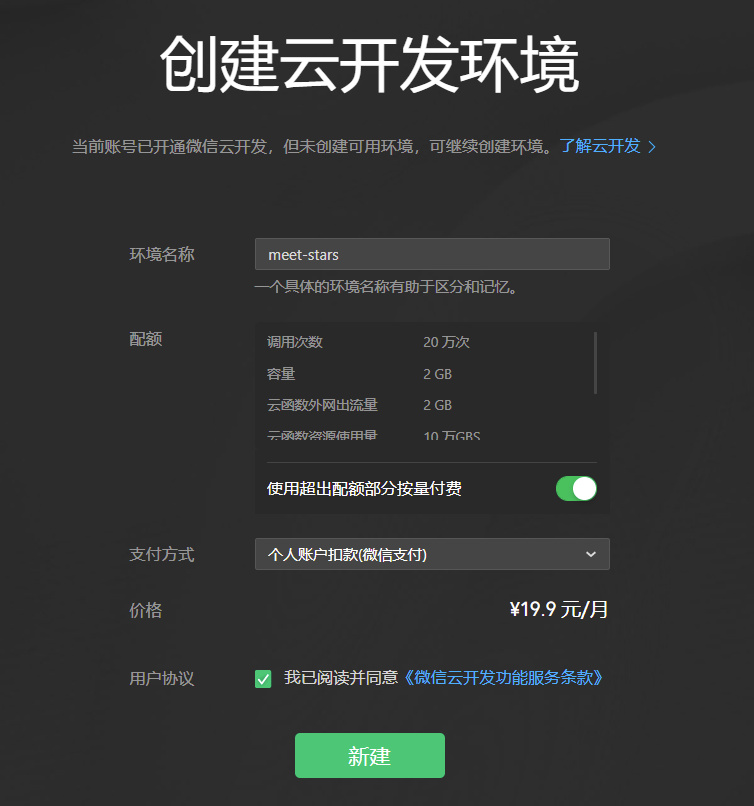 创建云开发环境
当前账号已开通微信云开发，但未创建可用环境，可继续创建环境。了解云开发 >
环境名称
meet-stars
一个具体的环境名称有助于区分和记忆。
配额
调用次数 20 万次
容量 2 GB
云函数外网出流量 2 GB
云函数资源使用量 10 万GBS
使用超出配额部分按量付费
支付方式 个人账户扣款(微信支付)
价格 ¥19.9 元/月
用户协议 我已阅读并同意《微信云开发功能服务条款》
新建